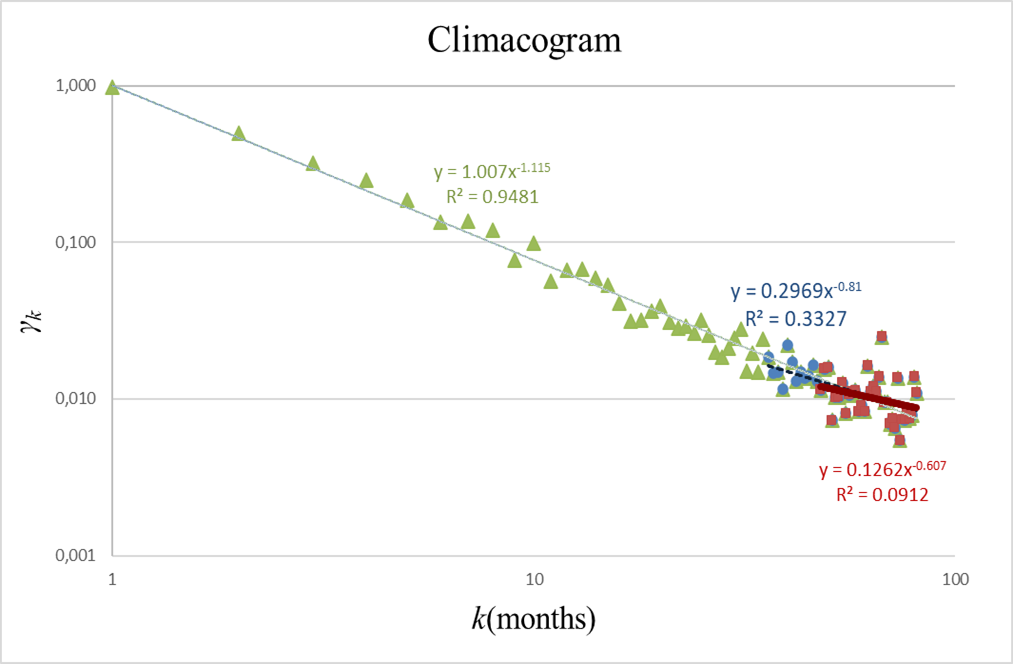 Climacogram
1,000
y = 1.007x^-1.115
R² = 0.9481
0,100
y = 0.2969x^-0.81
R² = 0.3327
γk
0,010
y = 0.1262x^-0.607
R² = 0.0912
0,001
1
10
100
k(months)